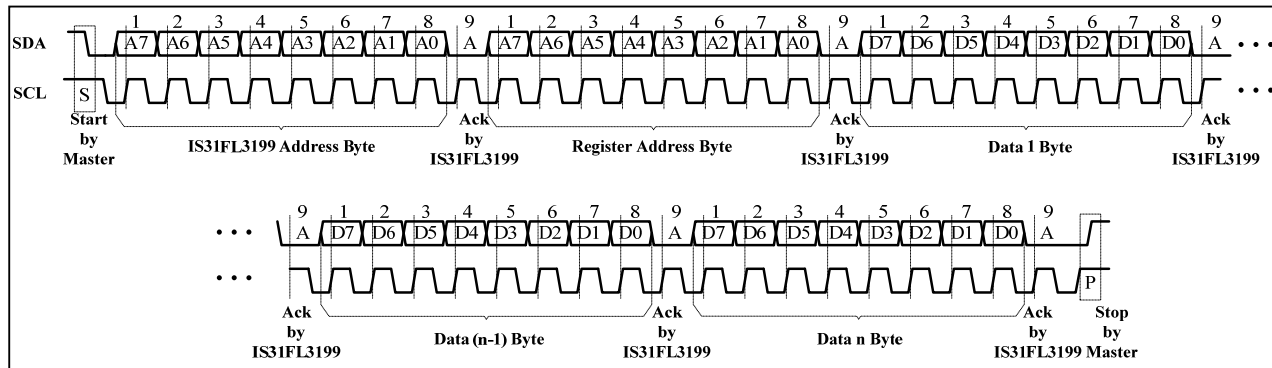 1 2 3 4 5 6 7 8 9 1 2 3 4 5 6 7 8 9 1 2 3 4 5 6 7 8 9
SDA A7 A6 A5 A4 A3 A2 A1 A0 A A7 A6 A5 A4 A3 A2 A1 A0 A D7 D6 D5 D4 D3 D2 D1 D0 A • • •
SCL S • • •
Start by Master
IS31FL3199 Address Byte
Ack by IS31FL3199
Register Address Byte
Ack by IS31FL3199
Data 1 Byte
Ack by IS31FL3199
9 1 2 3 4 5 6 7 8 9 1 2 3 4 5 6 7 8 9
• • • A D7 D6 D5 D4 D3 D2 D1 D0 A D7 D6 D5 D4 D3 D2 D1 D0 A
• • • P
Ack by IS31FL3199
Data (n-1) Byte
Ack by IS31FL3199
Data n Byte
Ack by IS31FL3199
Stop by Master